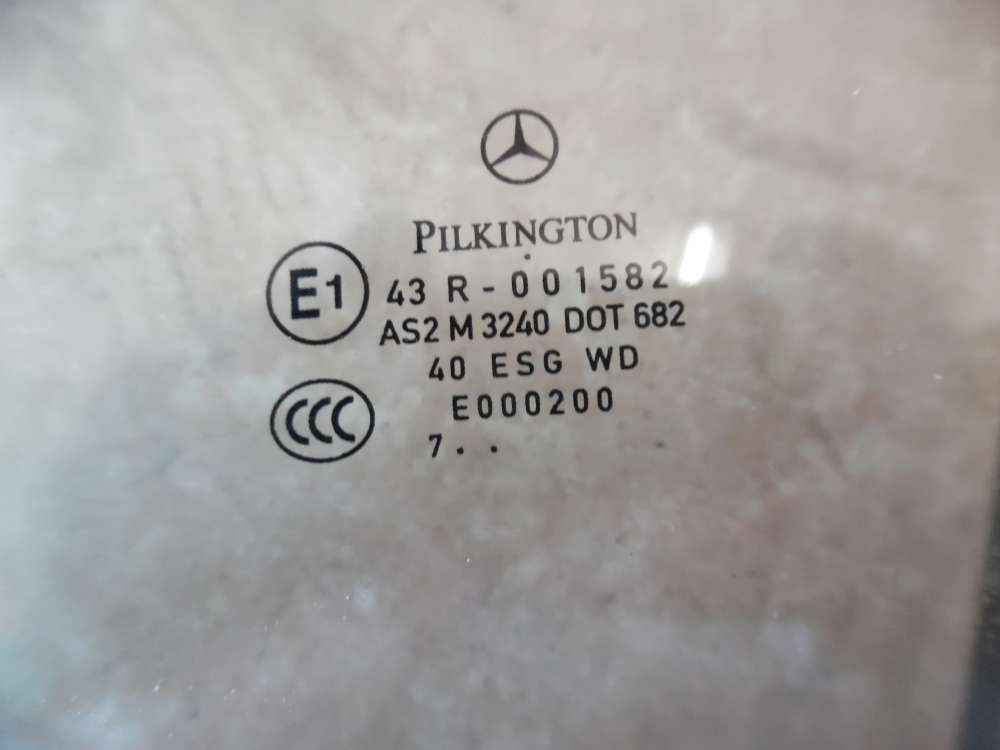 PILKINGTON
E1 43 R - 001582
AS2 M 3240 DOT 682
40 ESG WD
CCC E000200
7 . .